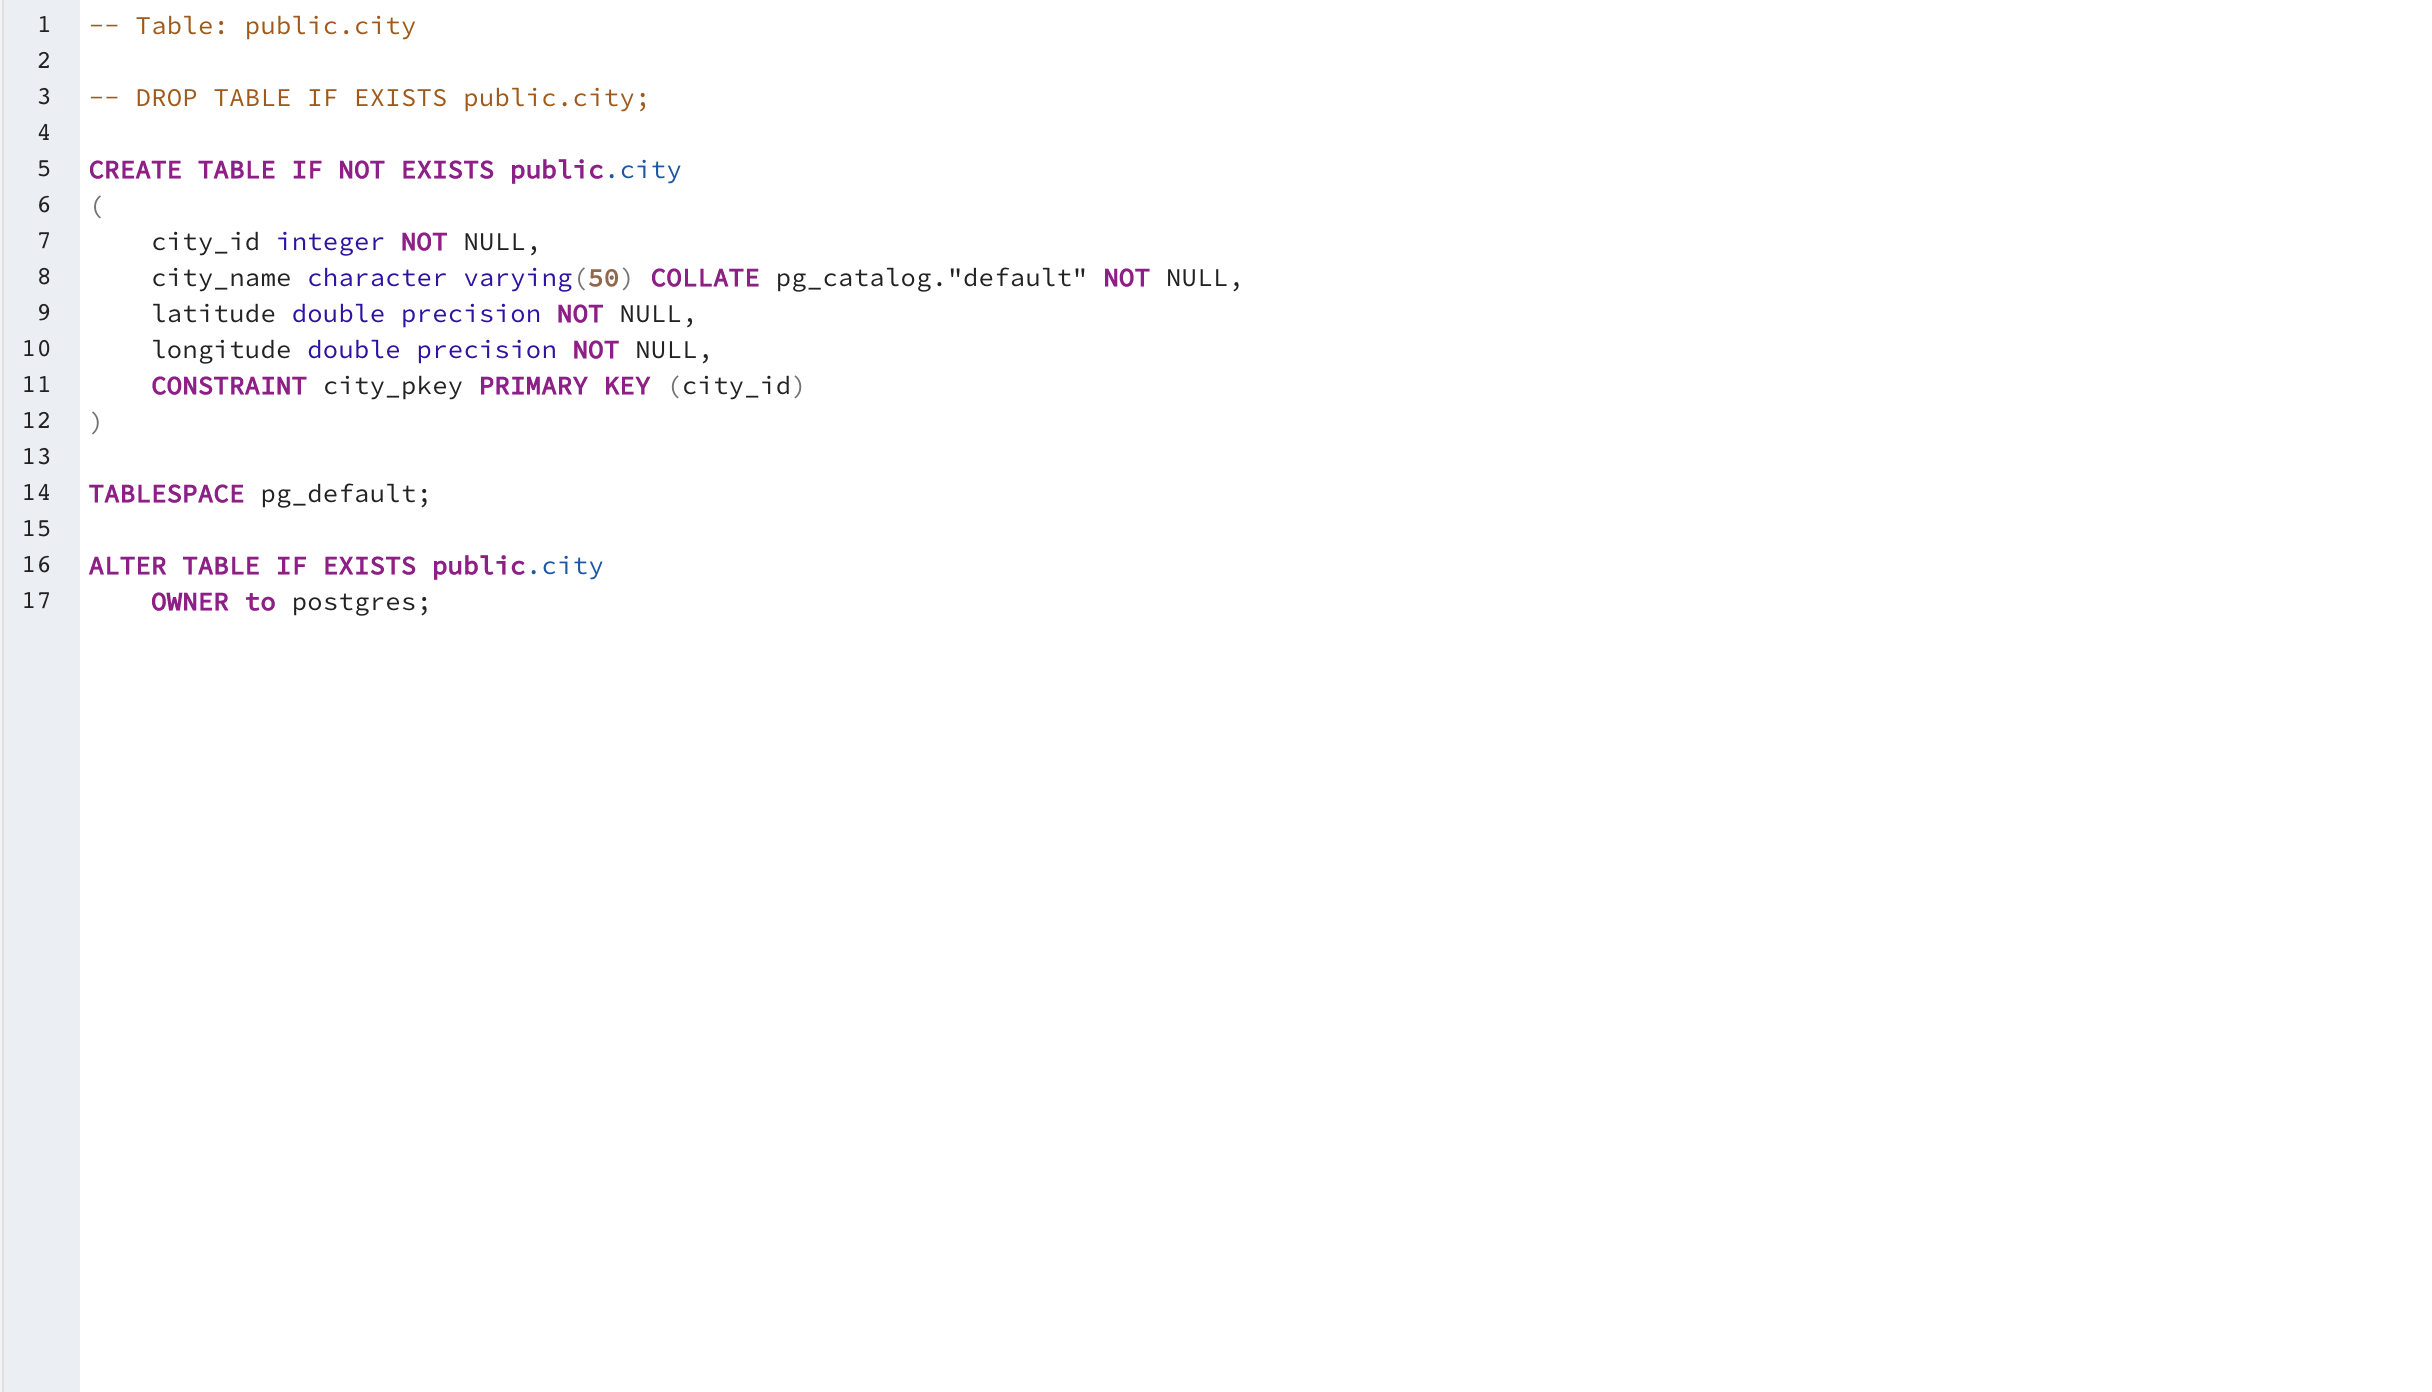 1 -- Table: public.city
2
3 -- DROP TABLE IF EXISTS public.city;
4
5 CREATE TABLE IF NOT EXISTS public.city
6 (
7     city_id integer NOT NULL,
8     city_name character varying(50) COLLATE pg_catalog."default" NOT NULL,
9     latitude double precision NOT NULL,
10     longitude double precision NOT NULL,
11     CONSTRAINT city_pkey PRIMARY KEY (city_id)
12 )
13
14 TABLESPACE pg_default;
15
16 ALTER TABLE IF EXISTS public.city
17     OWNER to postgres;